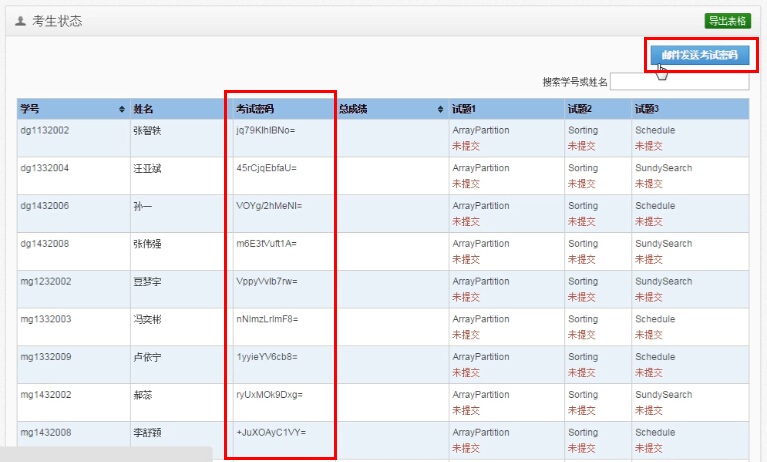 考生状态
导出表格
邮件发送考试密码
搜索学号或姓名
学号 姓名 考试密码 总成绩 试题1 试题2 试题3
dg1132002 张智轶 jq79KIhIBNo= ArrayPartition Sorting Schedule
未提交 未提交 未提交
dg1332004 汪亚斌 45rCjqEbfaU= ArrayPartition Sorting SundySearch
未提交 未提交 未提交
dg1432006 孙一 VOYg/2hMeNI= ArrayPartition Sorting Schedule
未提交 未提交 未提交
dg1432008 张伟强 m6E3tVuft1A= ArrayPartition Sorting SundySearch
未提交 未提交 未提交
mg1232002 豆梦宇 VppyVvIb7rw= ArrayPartition Sorting SundySearch
未提交 未提交 未提交
mg1332003 冯奕彬 nNImzLrImF8= ArrayPartition Sorting Schedule
未提交 未提交 未提交
mg1332009 卢依宁 1yyieYV6cb8= ArrayPartition Sorting Schedule
未提交 未提交 未提交
mg1432002 郝蕊 ryUxMOk9Dxg= ArrayPartition Sorting SundySearch
未提交 未提交 未提交
mg1432008 李舒颖 +JuXOAyC1VY= ArrayPartition Sorting Schedule
未提交 未提交 未提交